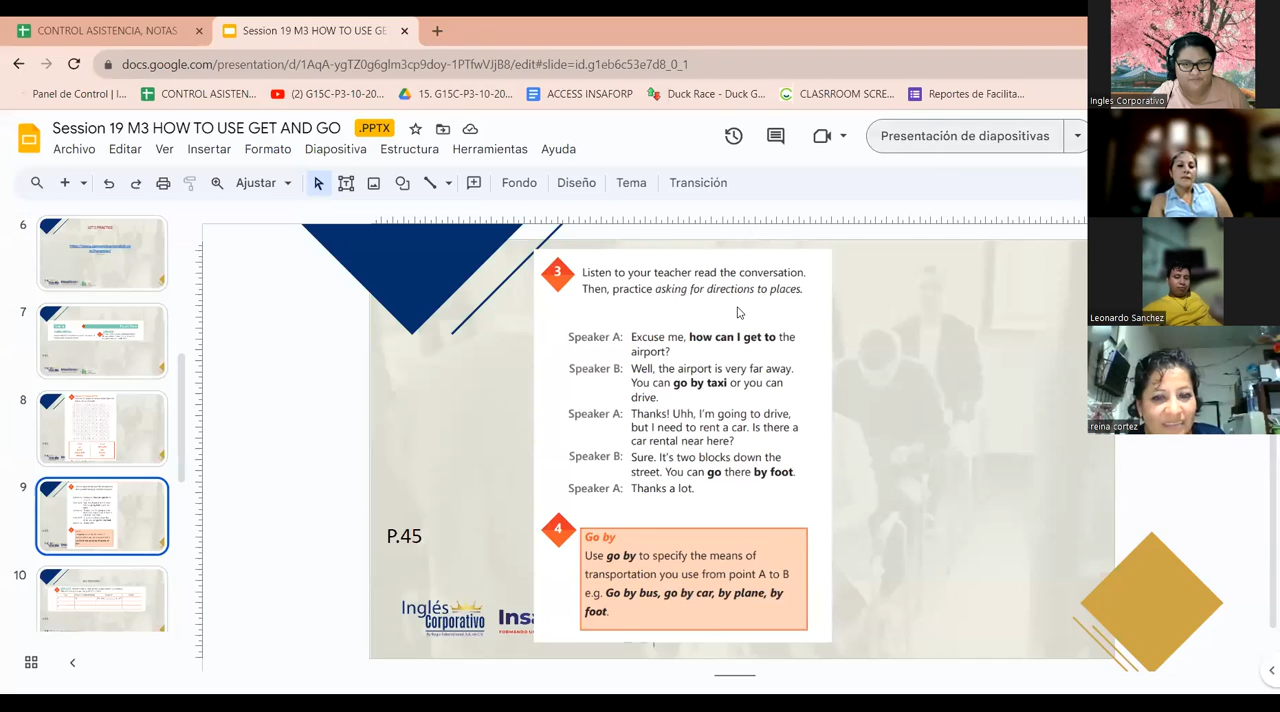 CONTROL ASISTENCIA, NOTAS
Session 19 M3 HOW TO USE GE
docs.google.com/presentation/d/1AqA-ygTZ0g6glm3cp9doy-1PTfwVJjB8/edit#slide=id.g1eb6c53e7d8_0_1
Panel de Control | I...
CONTROL ASISTEN...
(2) G15C-P3-10-20...
15. G15C-P3-10-20...
ACCESS INSAFORP
Duck Race - Duck G...
CLASRROOM SCRE...
Reportes de Facilita...
Session 19 M3 HOW TO USE GET AND GO
.PPTX
Presentación de diapositivas
Archivo Editar Ver Insertar Formato Diapositiva Estructura Herramientas Ayuda
Ajustar
Fondo Diseño Tema Transición
6
7
8
9
10
3
Listen to your teacher read the conversation.
Then, practice asking for directions to places.
Speaker A: Excuse me, how can I get to the
airport?
Speaker B: Well, the airport is very far away.
You can go by taxi or you can
drive.
Speaker A: Thanks! Uhh, I'm going to drive,
but I need to rent a car. Is there a
car rental near here?
Speaker B: Sure. It's two blocks down the
street. You can go there by foot.
Speaker A: Thanks a lot.
4
Go by
Use go by to specify the means of
transportation you use from point A to B
e.g. Go by bus, go by car, by plane, by
foot.
P.45
Inglés
Corporativo
Ingles Corporativo
Leonardo Sanchez
reina cortez